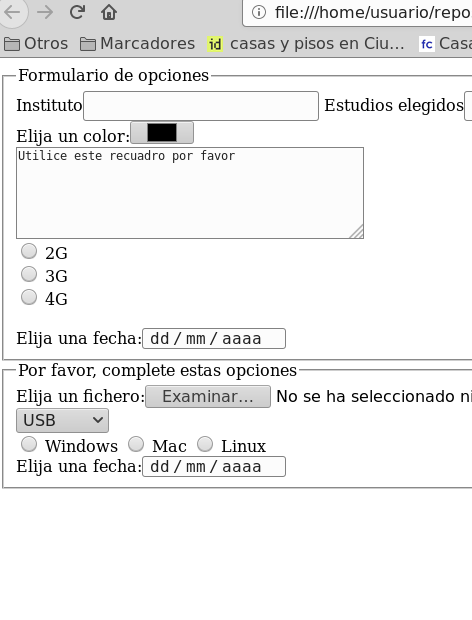 file:///home/usuario/repo
Otros Marcadores casas y pisos en Ciu... fc Casa
Formulario de opciones
Instituto Estudios elegidos
Elija un color:
Utilice este recuadro por favor
2G
3G
4G
Elija una fecha: dd/mm/aaaa
Por favor, complete estas opciones
Elija un fichero: Examinar... No se ha seleccionado ni
USB
Windows Mac Linux
Elija una fecha: dd/mm/aaaa